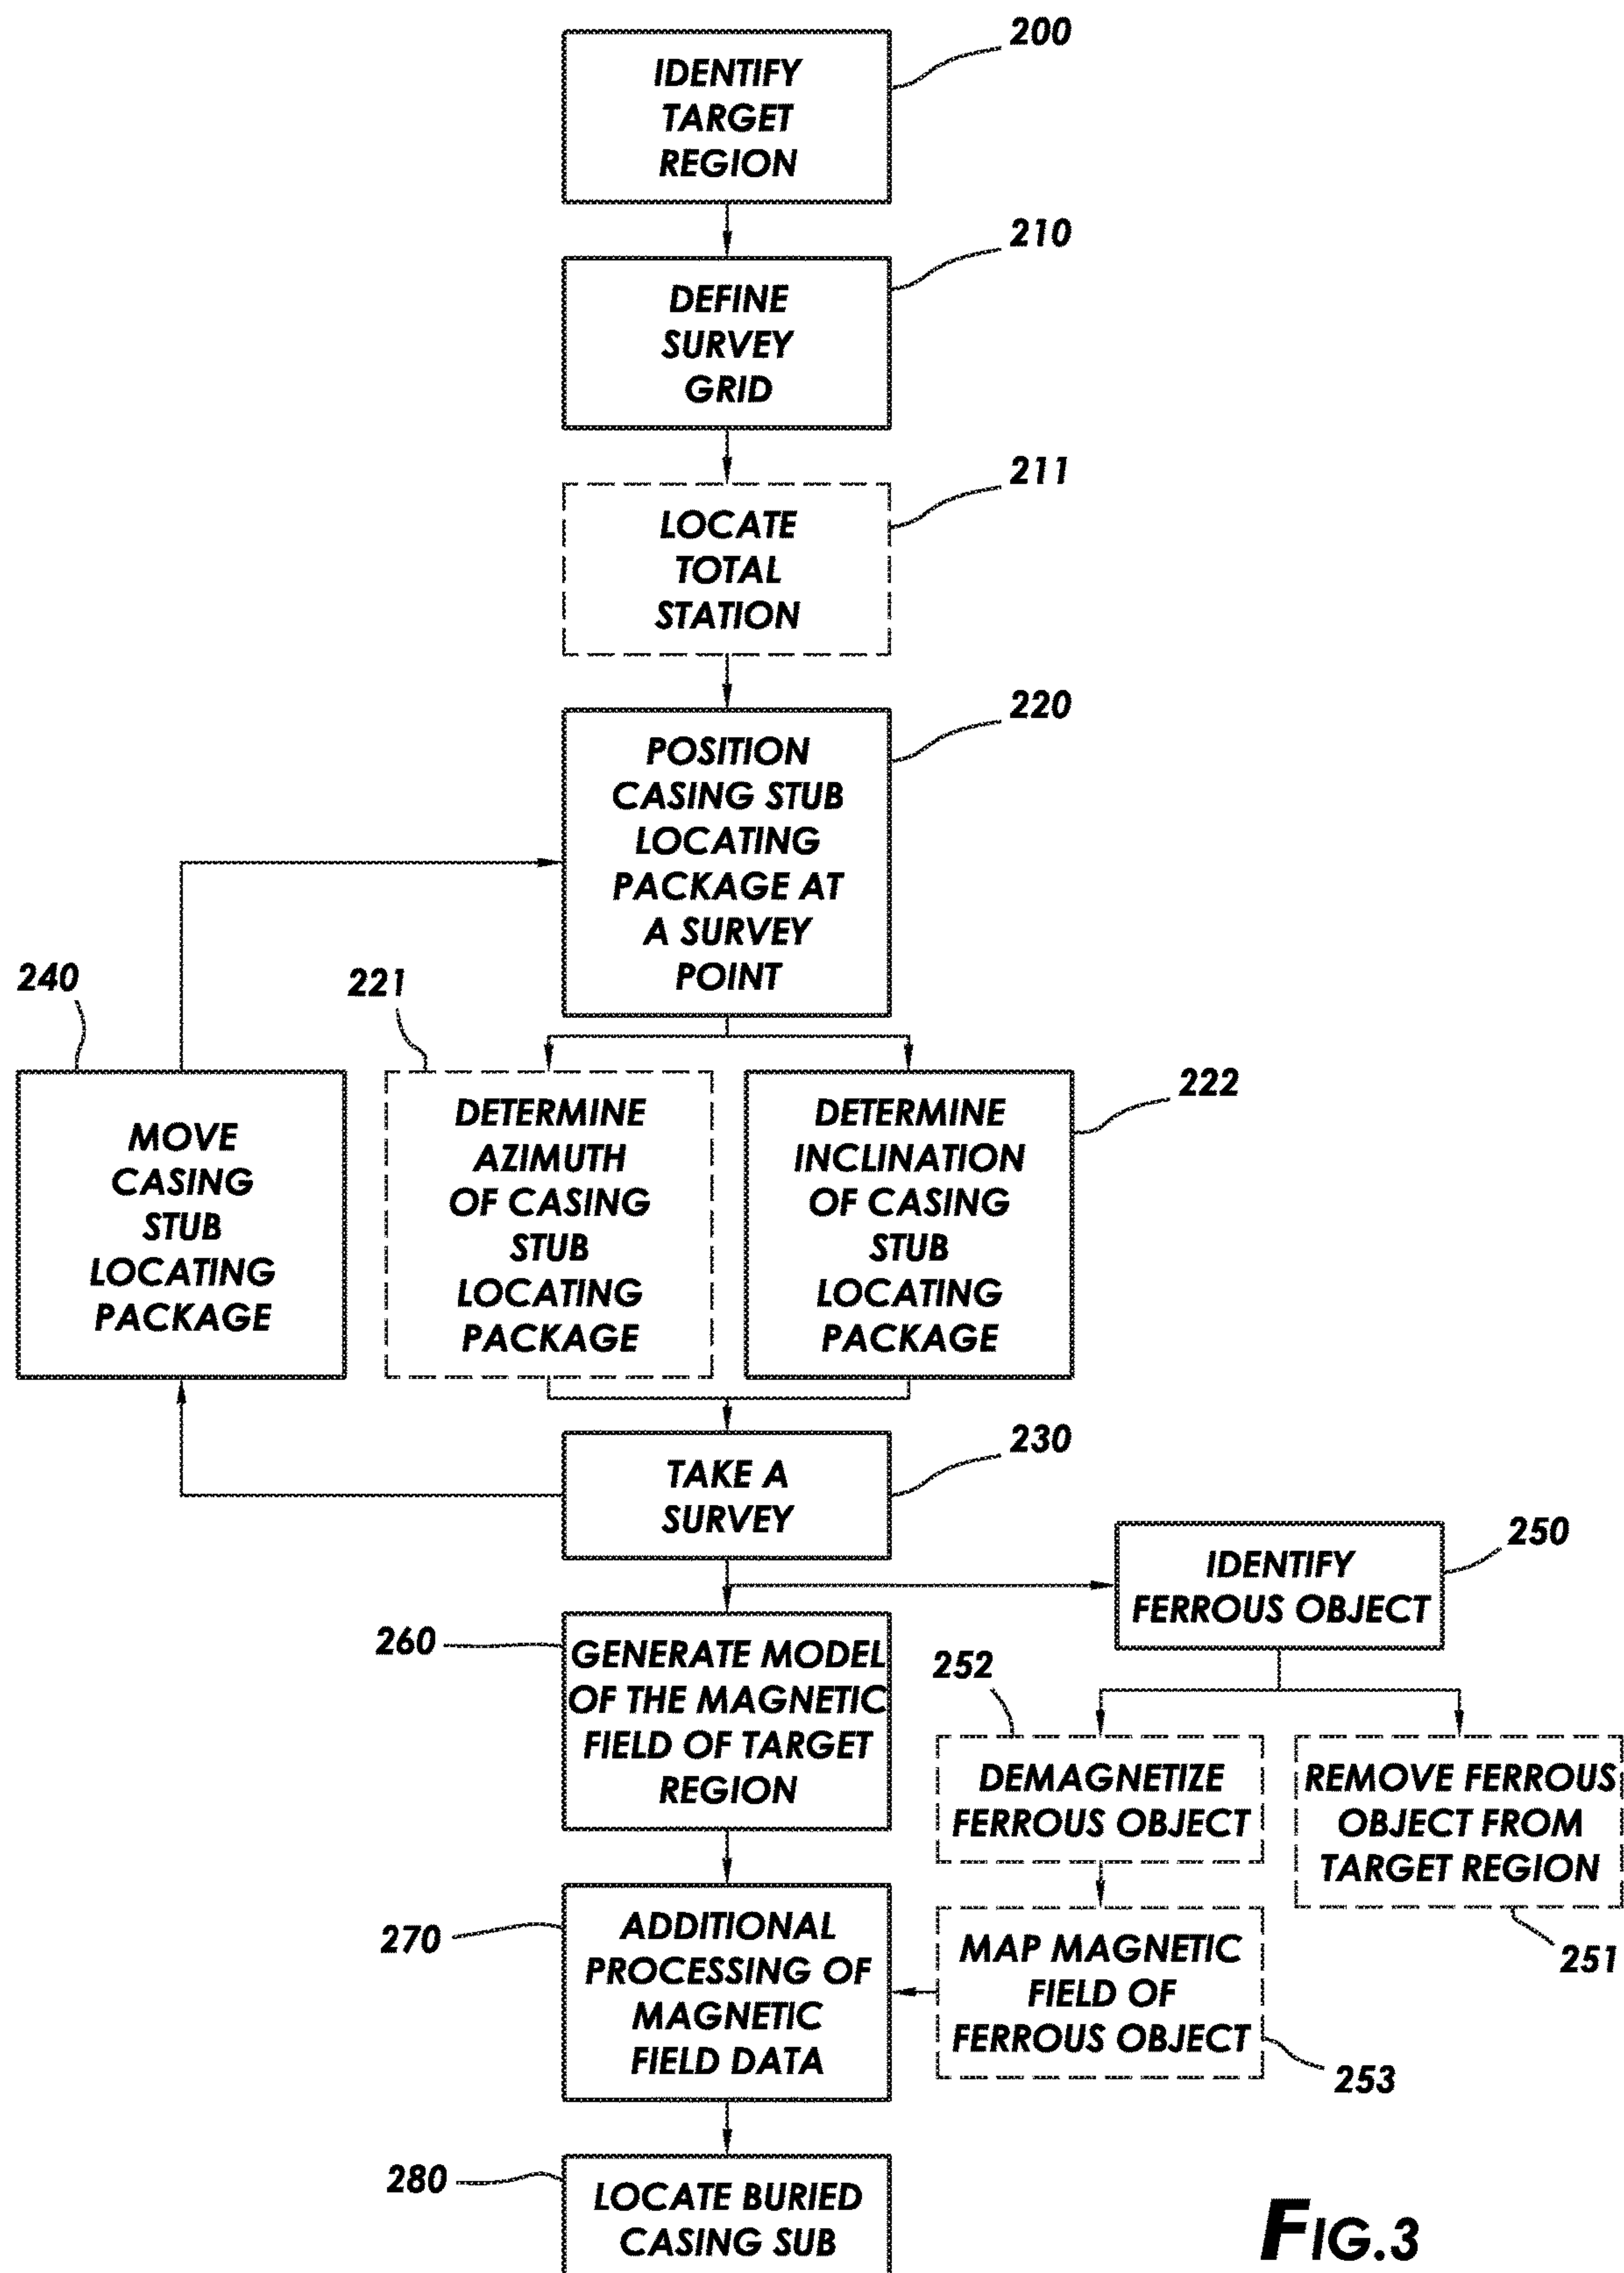 200
IDENTIFY
TARGET
REGION
210
DEFINE
SURVEY
GRID
211
LOCATE
TOTAL
STATION
220
POSITION
CASING STUB
LOCATING
PACKAGE AT
A SURVEY
POINT
240
MOVE
CASING
STUB
LOCATING
PACKAGE
221
DETERMINE
AZIMUTH
OF CASING
STUB
LOCATING
PACKAGE
222
DETERMINE
INCLINATION
OF CASING
STUB
LOCATING
PACKAGE
230
TAKE A
SURVEY
250
IDENTIFY
FERROUS OBJECT
260
GENERATE MODEL
OF THE MAGNETIC
FIELD OF TARGET
REGION
252
DEMAGNETIZE
FERROUS OBJECT
REMOVE FERROUS
OBJECT FROM
TARGET REGION
251
270
ADDITIONAL
PROCESSING OF
MAGNETIC
FIELD DATA
MAP MAGNETIC
FIELD OF
FERROUS OBJECT
253
280
LOCATE BURIED
CASING SUB
FIG.3